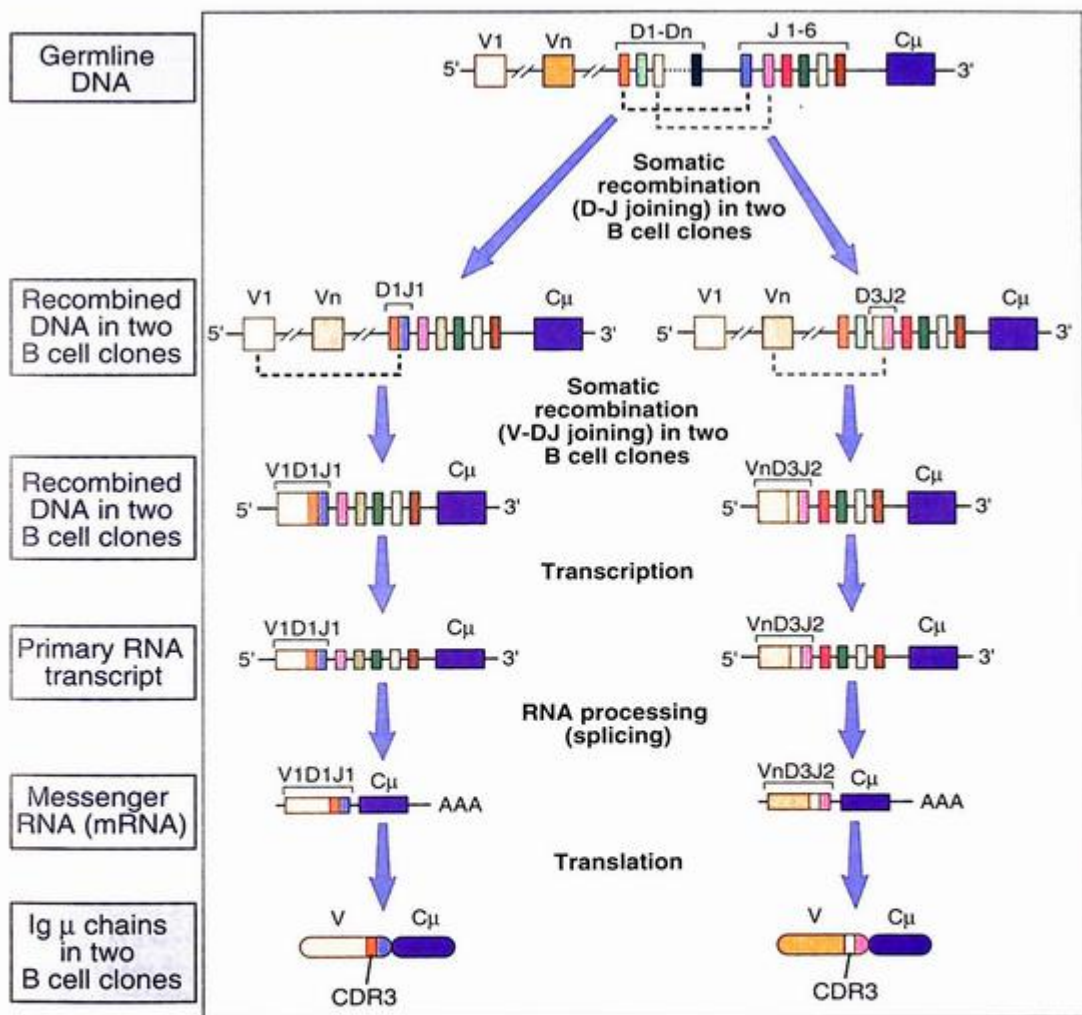 Germline
DNA
V1
Vn
D1-Dn
J 1-6
Cμ
5'
3'
Somatic
recombination
(D-J joining) in two
B cell clones
Recombined
DNA in two
B cell clones
V1
Vn
D1J1
Cμ
5'
3'
V1
Vn
D3J2
Cμ
5'
3'
Somatic
recombination
(V-DJ joining) in two
B cell clones
Recombined
DNA in two
B cell clones
V1D1J1
Cμ
5'
3'
VnD3J2
Cμ
5'
3'
Transcription
Primary RNA
transcript
V1D1J1
Cμ
5'
3'
VnD3J2
Cμ
5'
3'
RNA processing
(splicing)
Messenger
RNA (mRNA)
V1D1J1
Cμ
AAA
VnD3J2
Cμ
AAA
Translation
Ig μ chains
in two
B cell clones
V
Cμ
CDR3
V
Cμ
CDR3